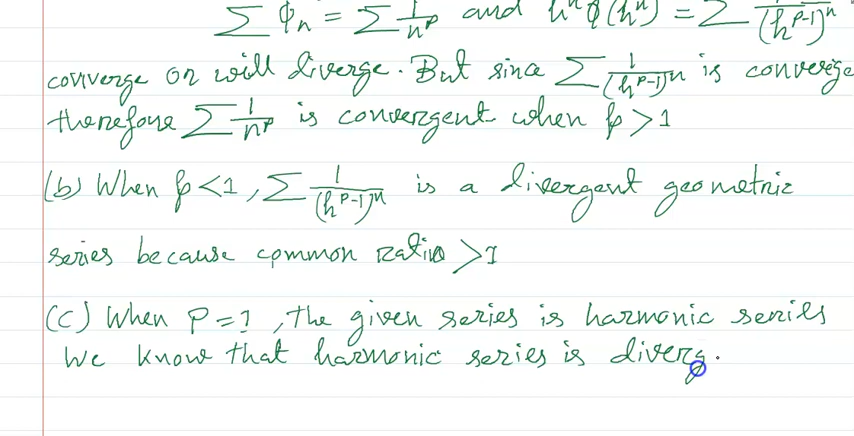 ∑ φn = ∑ 1/n^p and h^n φ(h^n) = ∑ 1/(h^(p-1))^n
converge or will diverge. But since ∑ 1/(h^(p-1))^n is converge
therefore ∑ 1/n^p is convergent when p > 1
(b) When p < 1, ∑ 1/(h^(p-1))^n is a divergent geometric
series because common ratio > 1
(c) When P = 1, the given series is harmonic series
We know that harmonic series is diverg.